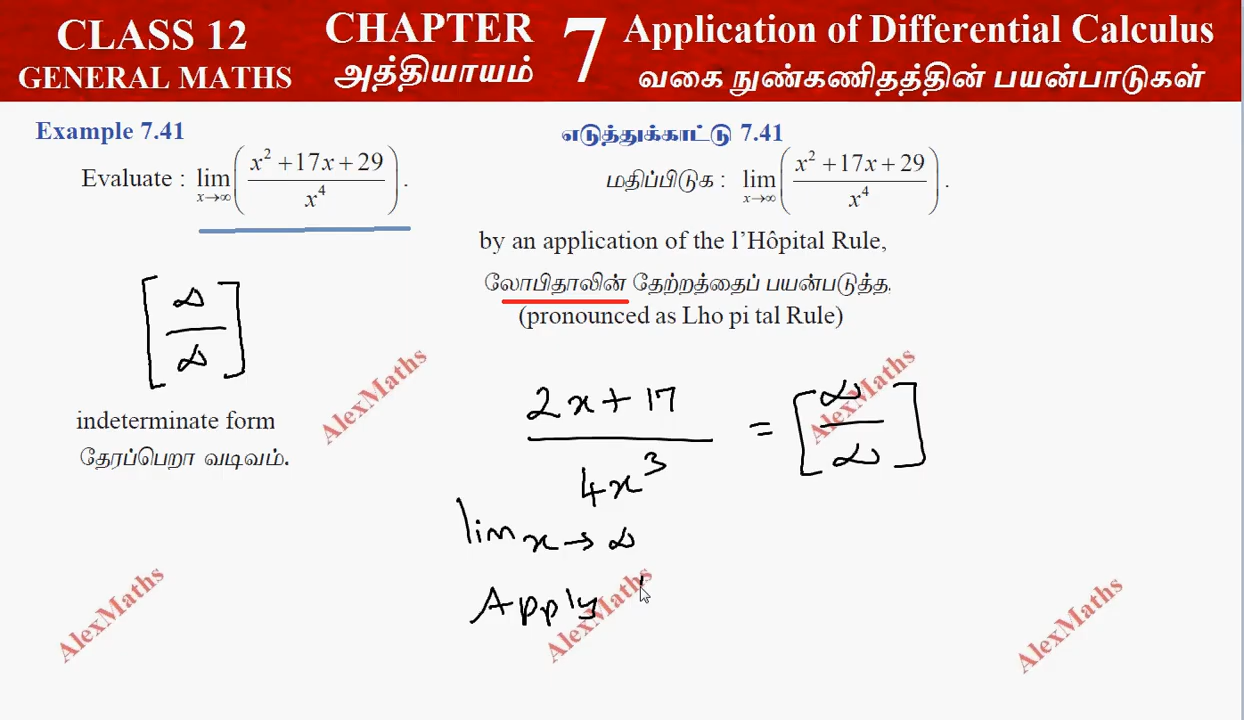 CLASS 12
GENERAL MATHS
CHAPTER
அத்தியாயம்
7
Application of Differential Calculus
வகை நுண்கணிதத்தின் பயன்பாடுகள்
Example 7.41
Evaluate : lim x→∞ ( x² + 17x + 29 / x⁴ ) .
எடுத்துக்காட்டு 7.41
மதிப்பிடுக : lim x→∞ ( x² + 17x + 29 / x⁴ ) .
by an application of the l’Hôpital Rule,
லோபிதாலின் தேற்றத்தைப் பயன்படுத்த,
(pronounced as Lho pi tal Rule)
[ ∞ / ∞ ]
indeterminate form
தேரப்பெறா வடிவம்.
2x + 17 / 4x³ = [ ∞ / ∞ ]
lim x→∞
Apply
AlexMaths
AlexMaths
AlexMaths
AlexMaths
AlexMaths